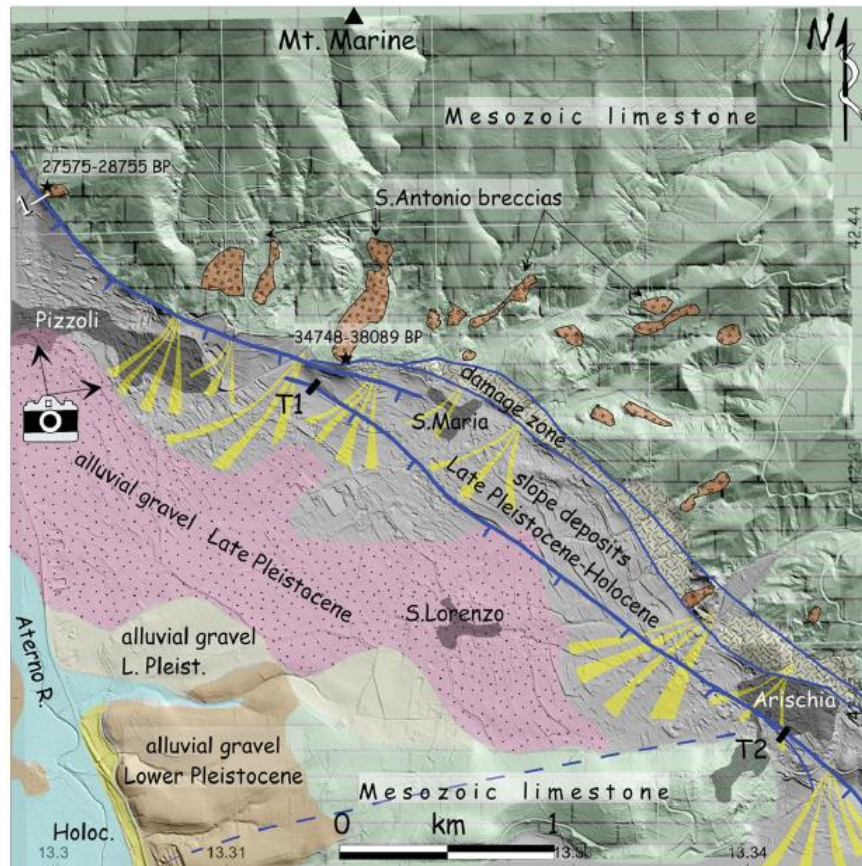 Mt. Marine
N
Mesozoic limestone
27575-28755 BP
1
S.Antonio breccias
42.44
Pizzoli
34748-38089 BP
damage zone
T1
S.Maria
slope deposits
Late Pleistocene-Holocene
alluvial gravel
Late Pleistocene
S.Lorenzo
Aterno R.
alluvial gravel
L. Pleist.
Arischia
alluvial gravel
Lower Pleistocene
T2
Mesozoic limestone
Holoc.
0 km 1
13.3
13.31
13.34